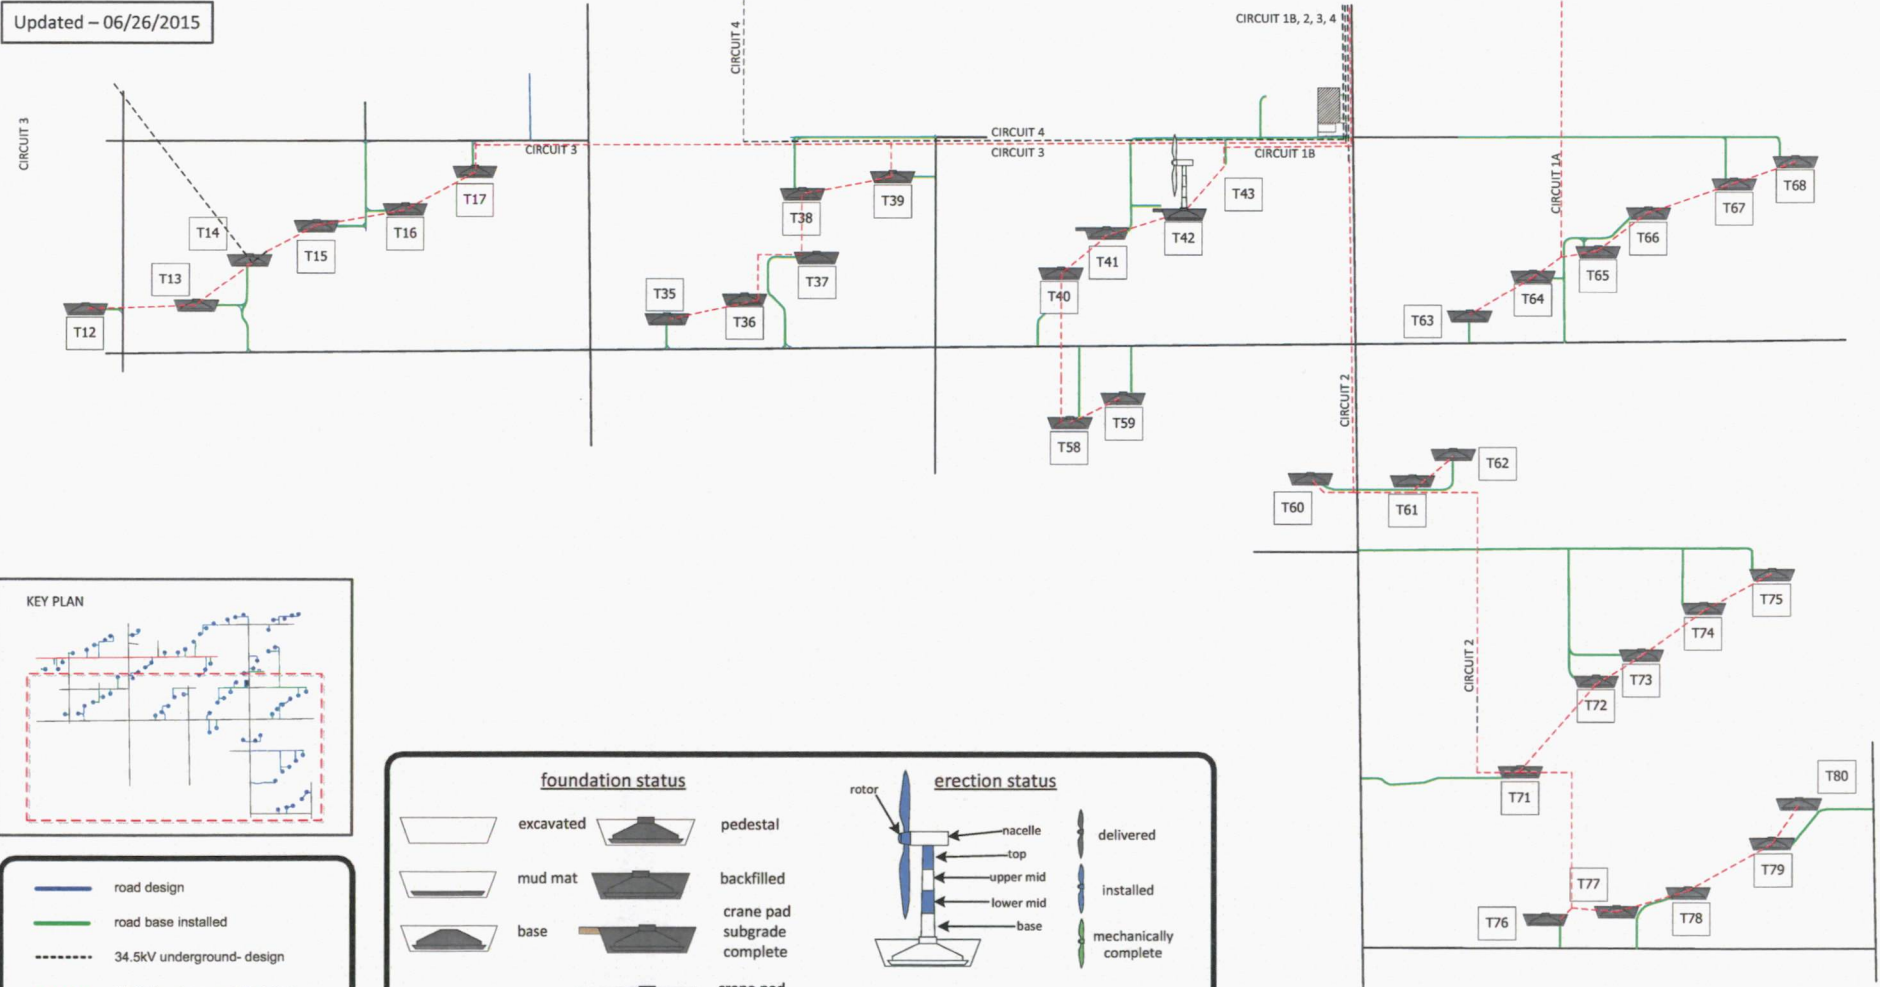 Updated – 06/26/2015
CIRCUIT 3
CIRCUIT 4
CIRCUIT 1B, 2, 3, 4
CIRCUIT 3
CIRCUIT 4
CIRCUIT 3
CIRCUIT 1B
CIRCUIT 1A
T17
T14
T16
T15
T13
T12
T39
T38
T37
T35
T36
T43
T42
T41
T40
T68
T67
T66
T65
T64
T63
CIRCUIT 2
T59
T58
T62
T60
T61
T75
T74
T73
T72
CIRCUIT 2
T71
T80
T79
T77
T78
T76
KEY PLAN
road design
road base installed
34.5kV underground- design
foundation status
excavated
pedestal
mud mat
backfilled
base
crane pad
subgrade
complete
crane pad
erection status
rotor
nacelle
top
upper mid
lower mid
base
delivered
installed
mechanically
complete